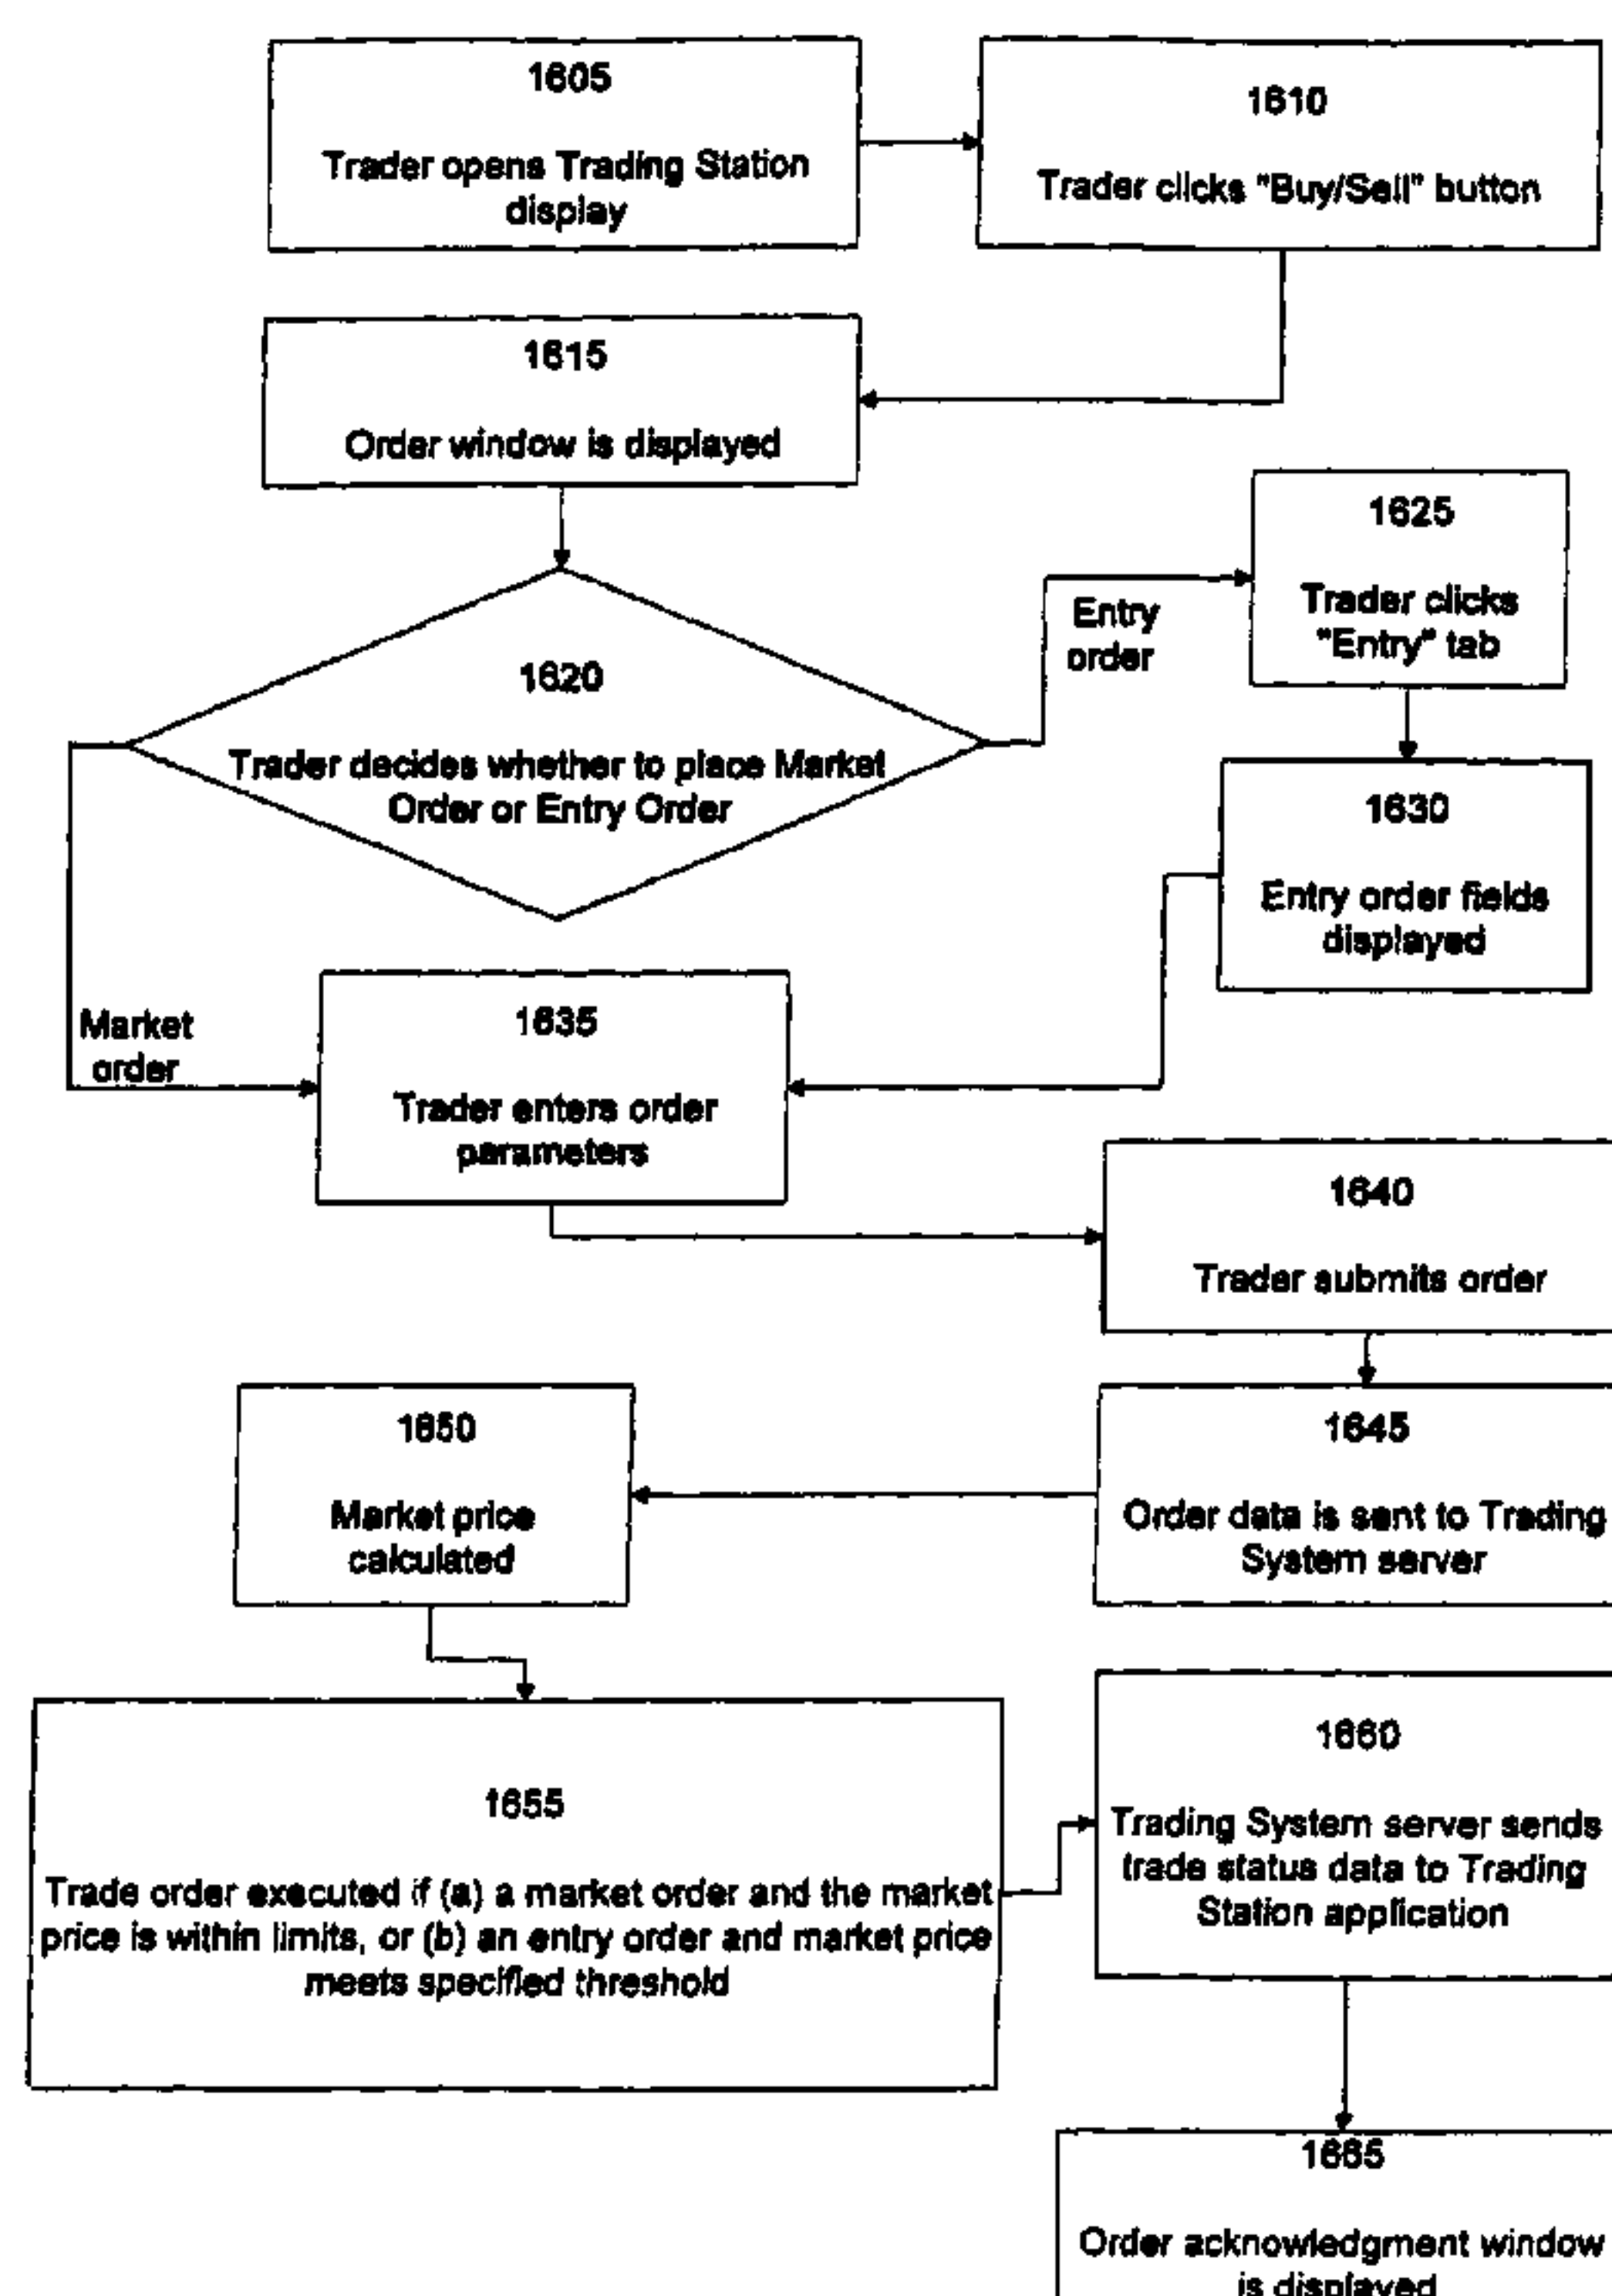 1605
Trader opens Trading Station
display
1610
Trader clicks "Buy/Sell" button
1615
Order window is displayed
1620
Trader decides whether to place Market
Order or Entry Order
Entry
order
1625
Trader clicks
"Entry" tab
1630
Entry order fields
displayed
Market
order
1635
Trader enters order
parameters
1640
Trader submits order
1645
Order data is sent to Trading
System server
1650
Market price
calculated
1655
Trade order executed if (a) a market order and the market
price is within limits, or (b) an entry order and market price
meets specified threshold
1660
Trading System server sends
trade status data to Trading
Station application
1665
Order acknowledgment window
is displayed